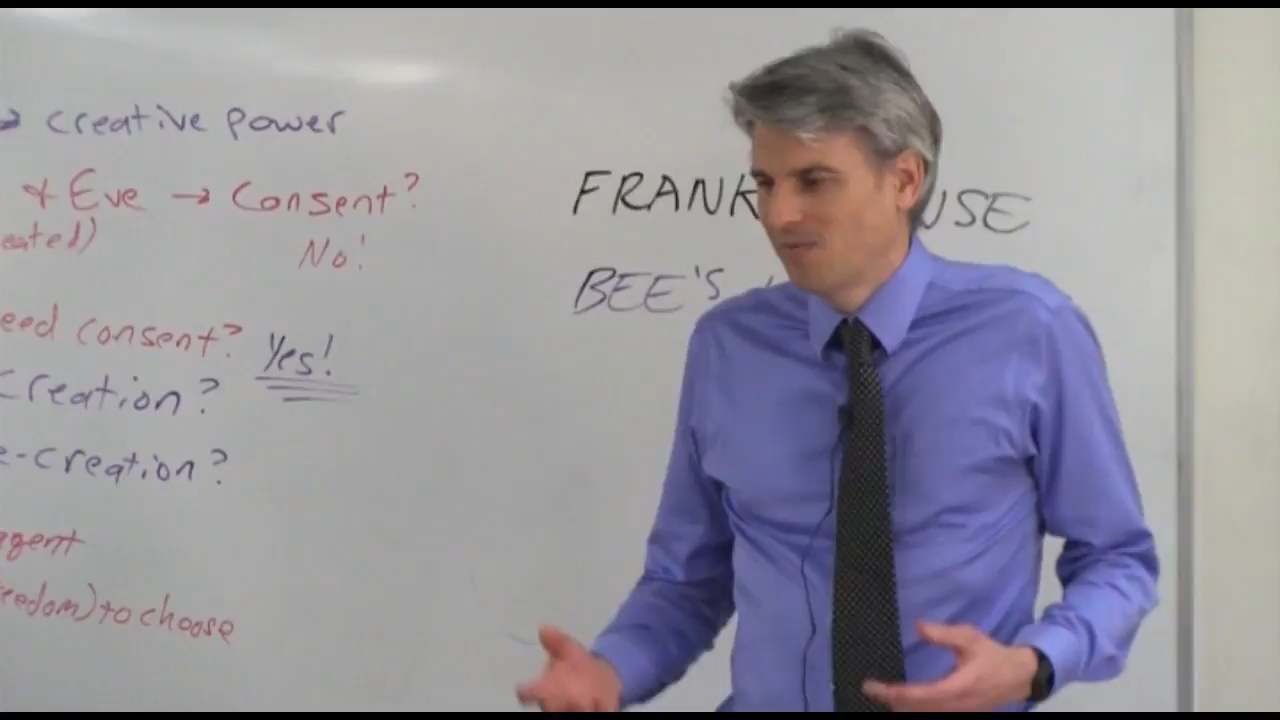 creative power
& Eve → Consent?
eated)
No!
eed consent? Yes!
Creation?
e-creation?
agent
eedom) to choose
FRANK USE
BEE'S